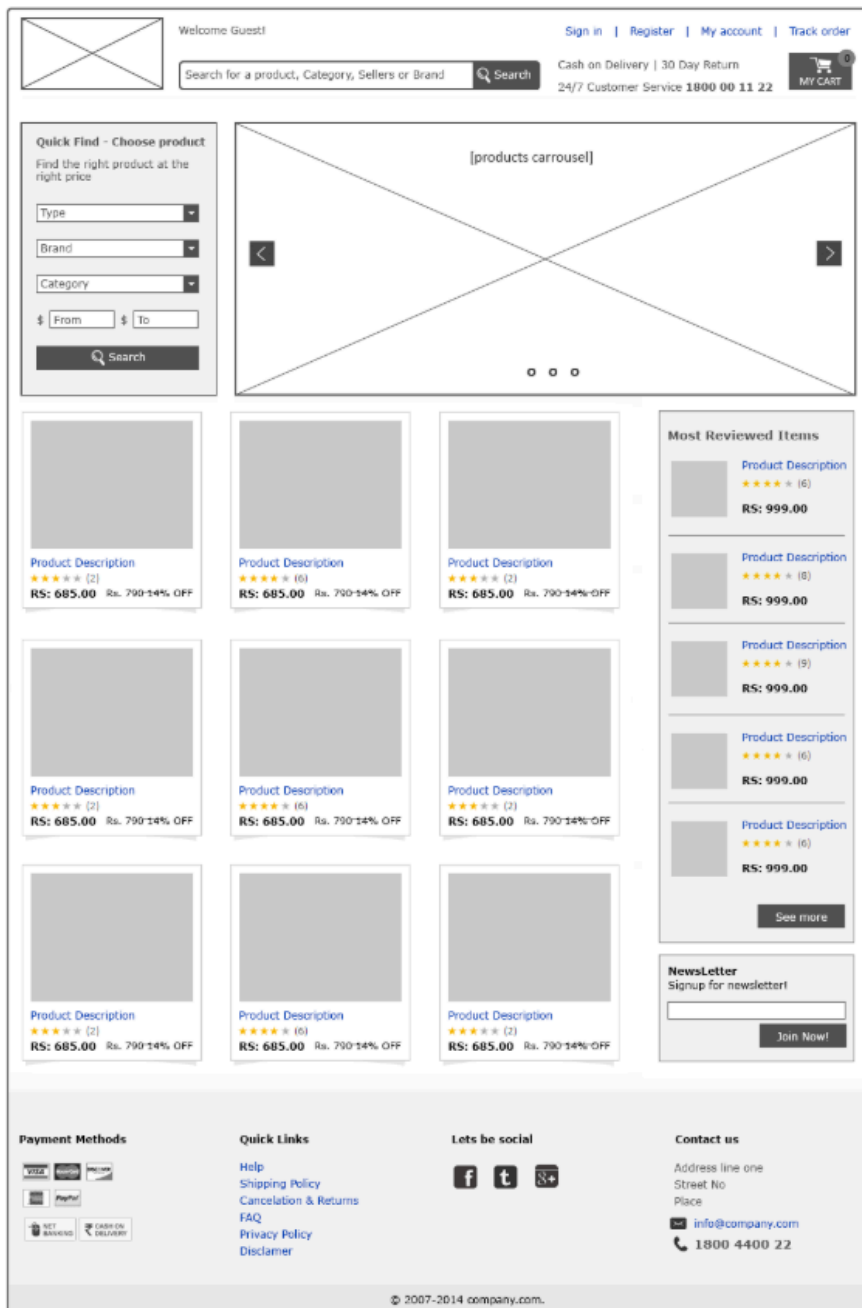 Welcome Guest!
Sign in | Register | My account | Track order
Search for a product, Category, Sellers or Brand
Search
Cash on Delivery | 30 Day Return
24/7 Customer Service 1800 00 11 22
0
MY CART
Quick Find - Choose product
Find the right product at the
right price
Type
Brand
Category
$ From $ To
Search
[products carrousel]
Product Description
(2)
RS: 685.00 Rs. 790 14% OFF
Product Description
(6)
RS: 685.00 Rs. 790 14% OFF
Product Description
(2)
RS: 685.00 Rs. 790 14% OFF
Product Description
(2)
RS: 685.00 Rs. 790 14% OFF
Product Description
(6)
RS: 685.00 Rs. 790 14% OFF
Product Description
(2)
RS: 685.00 Rs. 790 14% OFF
Product Description
(2)
RS: 685.00 Rs. 790 14% OFF
Product Description
(6)
RS: 685.00 Rs. 790 14% OFF
Product Description
(2)
RS: 685.00 Rs. 790 14% OFF
Most Reviewed Items
Product Description
(6)
RS: 999.00
Product Description
(8)
RS: 999.00
Product Description
(9)
RS: 999.00
Product Description
(6)
RS: 999.00
Product Description
(6)
RS: 999.00
See more
NewsLetter
Signup for newsletter!
Join Now!
Payment Methods
VISA
PayPal
NET
BANKING
CASH ON
DELIVERY
Quick Links
Help
Shipping Policy
Cancelation & Returns
FAQ
Privacy Policy
Disclamer
Lets be social
Contact us
Address line one
Street No
Place
info@company.com
1800 4400 22
© 2007-2014 company.com.